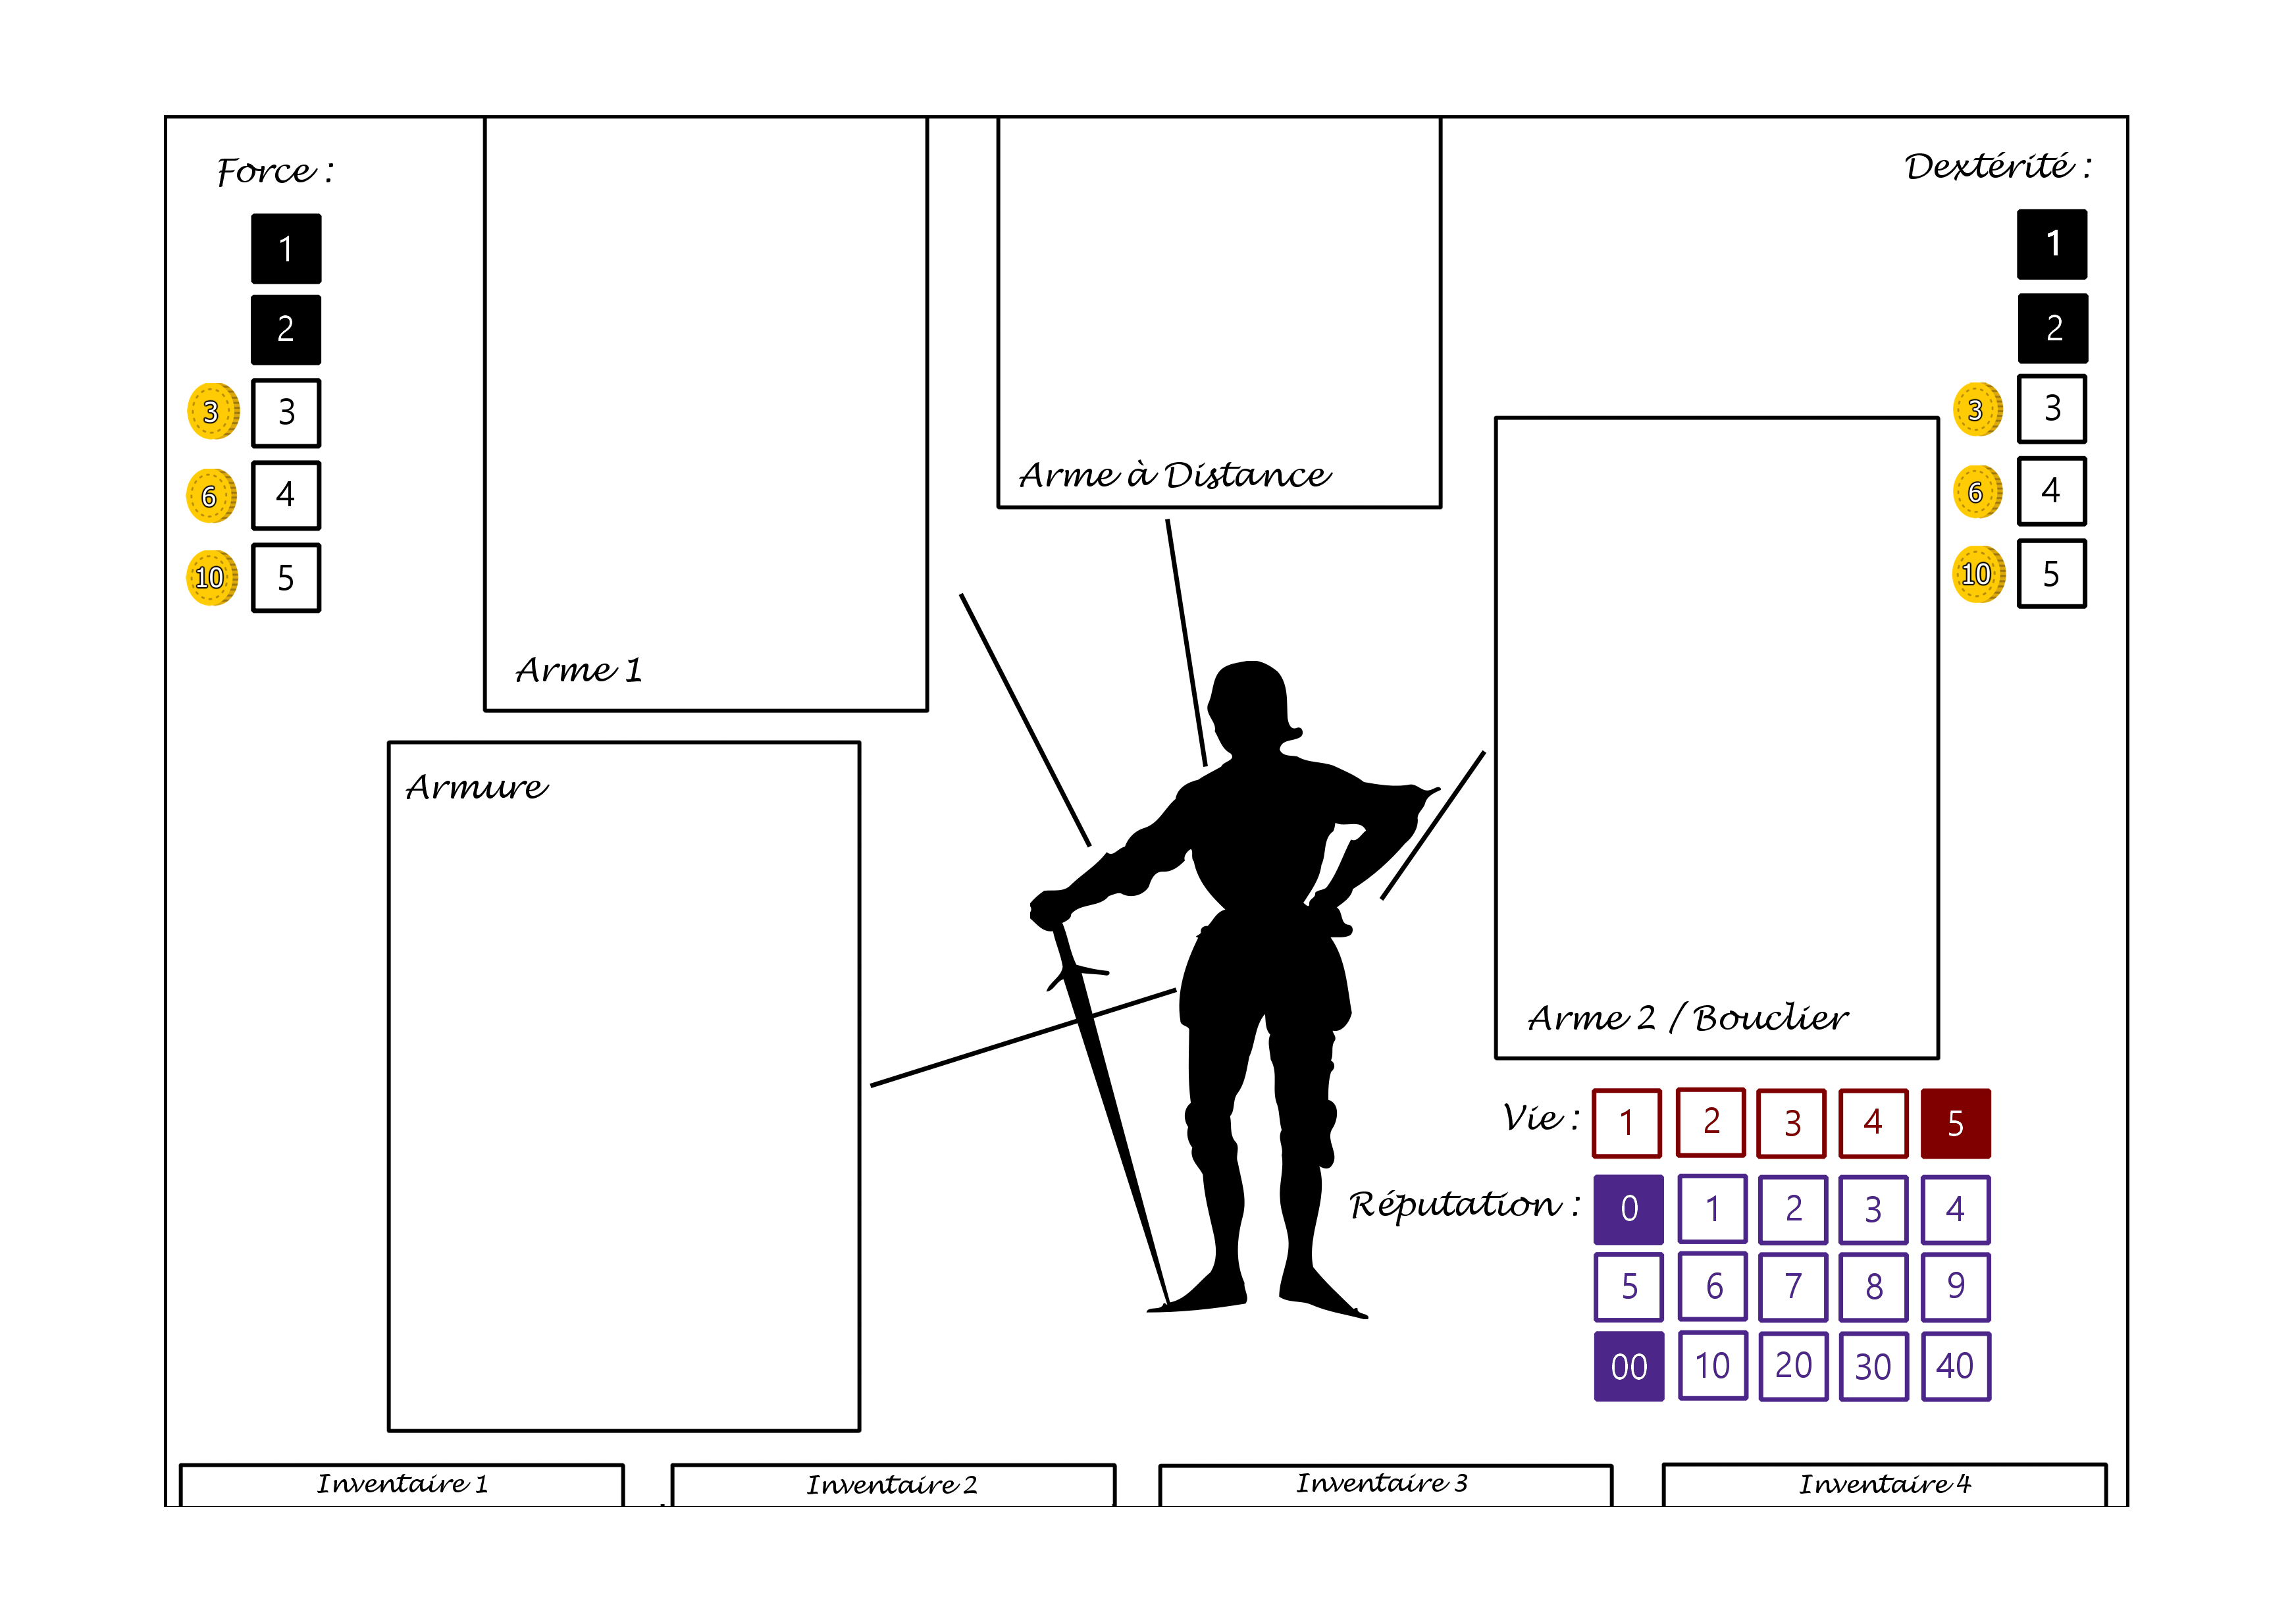 Force :
1
2
3 3
6 4
10 5
Arme 1
Arme à Distance
Dextérité :
1
2
3 3
6 4
10 5
Armure
Arme 2 / Bouclier
Vie : 1 2 3 4 5
Réputation : 0 1 2 3 4
5 6 7 8 9
00 10 20 30 40
Inventaire 1
Inventaire 2
Inventaire 3
Inventaire 4